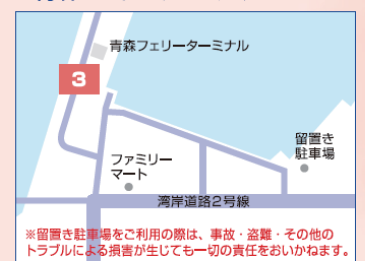 青森フェリーターミナル
3
留置き
駐車場
ファミリー
マート
湾岸道路2号線
※留置き駐車場をご利用の際は、事故・盗難・その他の
トラブルによる損害が生じても一切の責任をおいかねます。